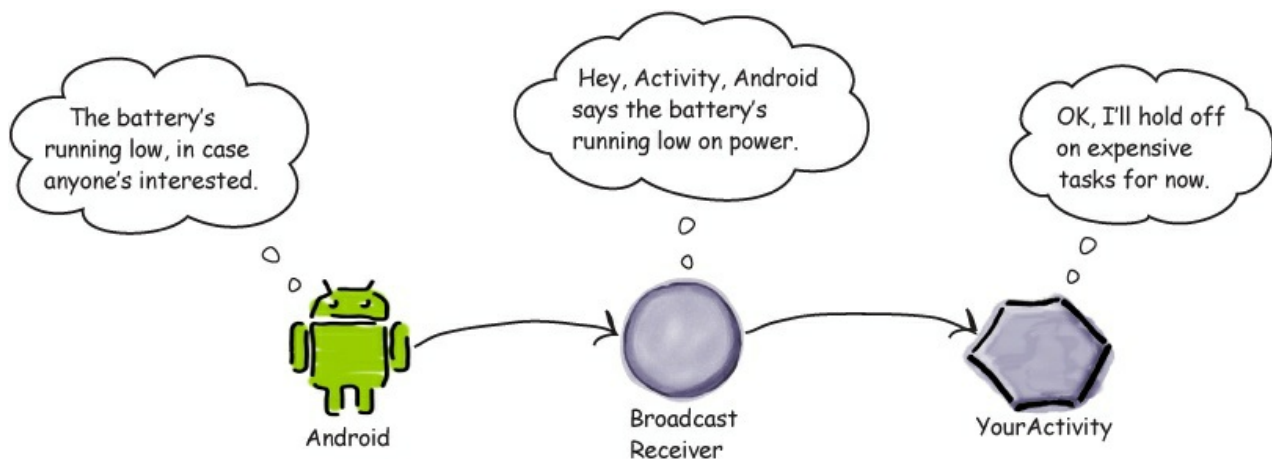 The battery's
running low, in case
anyone's interested.
Hey, Activity, Android
says the battery's
running low on power.
OK, I'll hold off
on expensive
tasks for now.
Android
Broadcast
Receiver
YourActivity